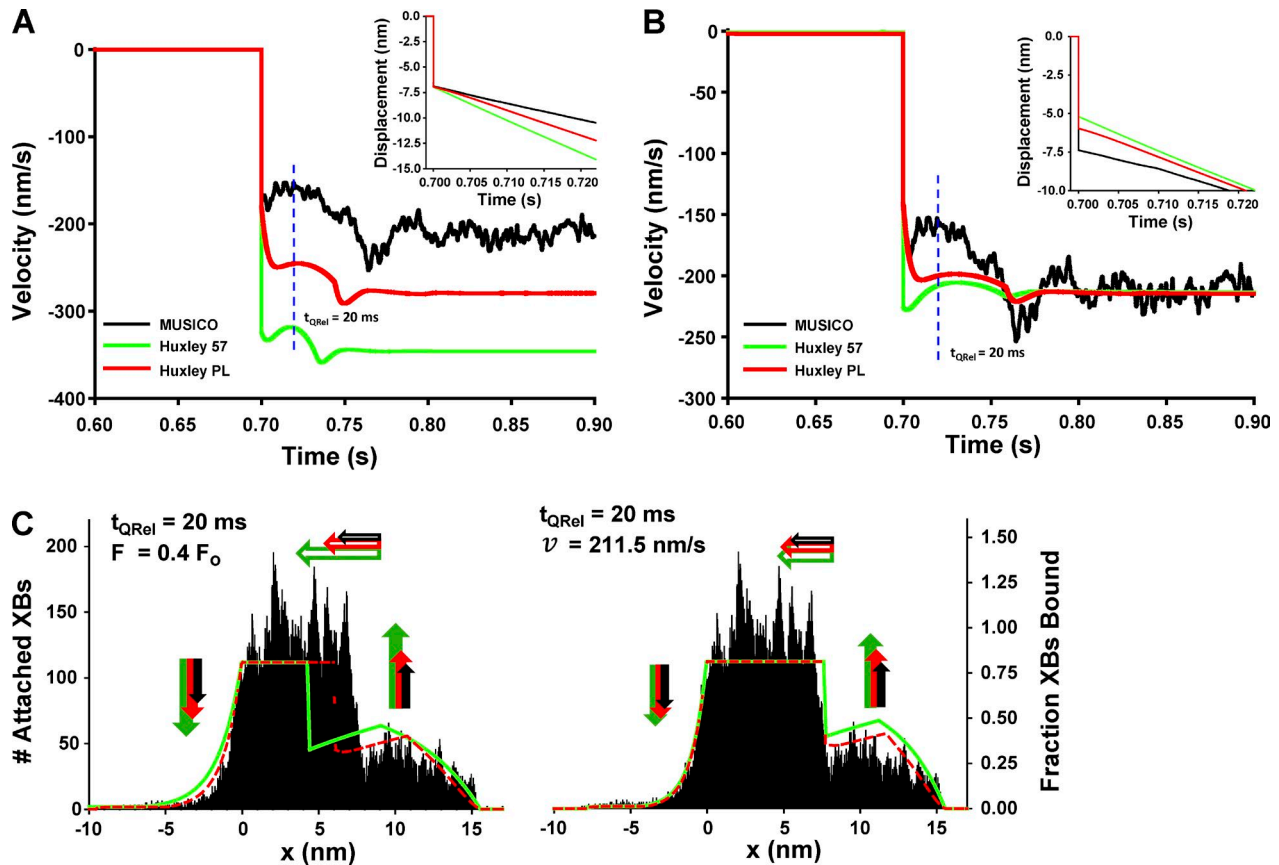 A
B
Velocity (nm/s)
0
-100
-200
-300
-400
0.60
0.65
0.70
0.75
0.80
0.85
0.90
Time (s)
MUSICO
Huxley 57
Huxley PL
tQRel = 20 ms
Displacement (nm)
0.0
-2.5
-5.0
-7.5
-10.0
-12.5
-15.0
0.700
0.705
0.710
0.715
0.720
Time (s)
Velocity (nm/s)
0
-50
-100
-150
-200
-250
-300
0.60
0.65
0.70
0.75
0.80
0.85
0.90
Time (s)
MUSICO
Huxley 57
Huxley PL
tQRel = 20 ms
Displacement (nm)
0.0
-2.5
-5.0
-7.5
-10.0
0.700
0.705
0.710
0.715
0.720
Time (s)
C
tQRel = 20 ms
F = 0.4 Fo
# Attached XBs
200
150
100
50
0
-10
-5
0
5
10
15
x (nm)
tQRel = 20 ms
𝒱 = 211.5 nm/s
-10
-5
0
5
10
15
x (nm)
1.50
1.25
1.00
0.75
0.50
0.25
0.00
Fraction XBs Bound